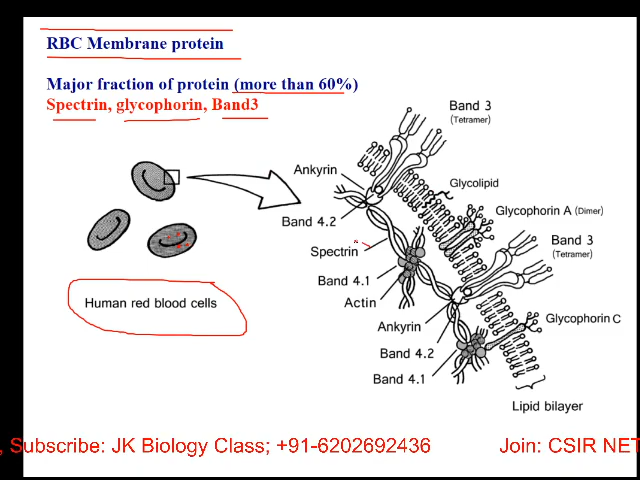 RBC Membrane protein
Major fraction of protein (more than 60%)
Spectrin, glycophorin, Band3
Band 3
(Tetramer)
Ankyrin
Glycolipid
Glycophorin A (Dimer)
Band 4.2
Band 3
(Tetramer)
Spectrin
Band 4.1
Actin
Human red blood cells
Glycophorin C
Ankyrin
Band 4.2
Band 4.1
Lipid bilayer
, Subscribe: JK Biology Class; +91-6202692436 Join: CSIR NET